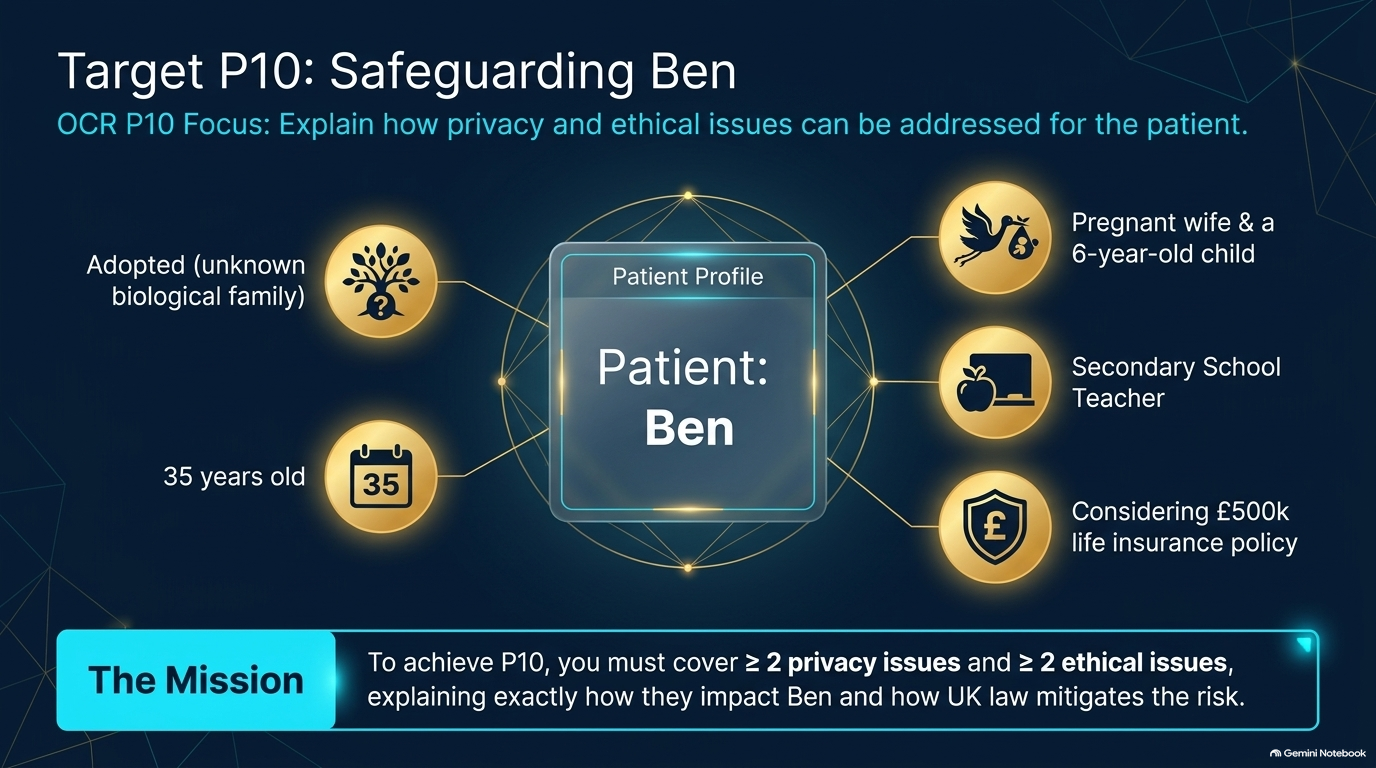 Target P10: Safeguarding Ben
OCR P10 Focus: Explain how privacy and ethical issues can be addressed for the patient.
Adopted (unknown
biological family)
?
35 years old
35
Patient Profile
Patient:
Ben
Pregnant wife & a
6-year-old child
Secondary School
Teacher
£
Considering £500k
life insurance policy
The Mission
To achieve P10, you must cover ≥ 2 privacy issues and ≥ 2 ethical issues,
explaining exactly how they impact Ben and how UK law mitigates the risk.
Gemini Notebook